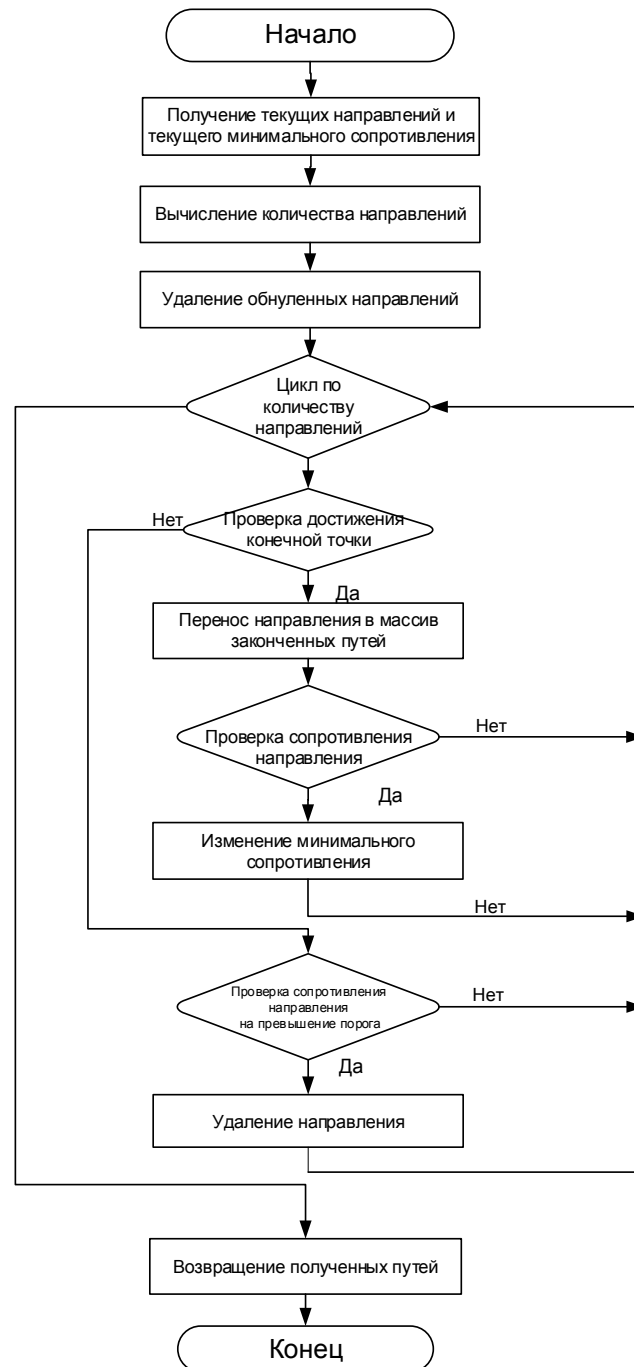 Начало
Получение текущих направлений и
текущего минимального сопротивления
Вычисление количества направлений
Удаление обнуленных направлений
Цикл по
количеству
направлений
Нет
Проверка достижения
конечной точки
Да
Перенос направления в массив
законченных путей
Проверка сопротивления
направления
Нет
Да
Изменение минимального
сопротивления
Нет
Проверка сопротивления
направления
на превышение порога
Нет
Да
Удаление направления
Возвращение полученных путей
Конец